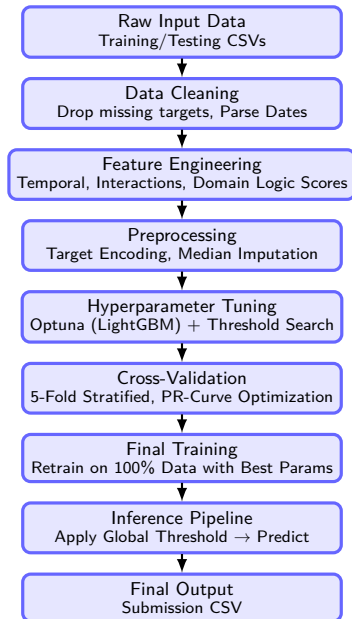 Raw Input Data
Training/Testing CSVs
Data Cleaning
Drop missing targets, Parse Dates
Feature Engineering
Temporal, Interactions, Domain Logic Scores
Preprocessing
Target Encoding, Median Imputation
Hyperparameter Tuning
Optuna (LightGBM) + Threshold Search
Cross-Validation
5-Fold Stratified, PR-Curve Optimization
Final Training
Retrain on 100% Data with Best Params
Inference Pipeline
Apply Global Threshold → Predict
Final Output
Submission CSV